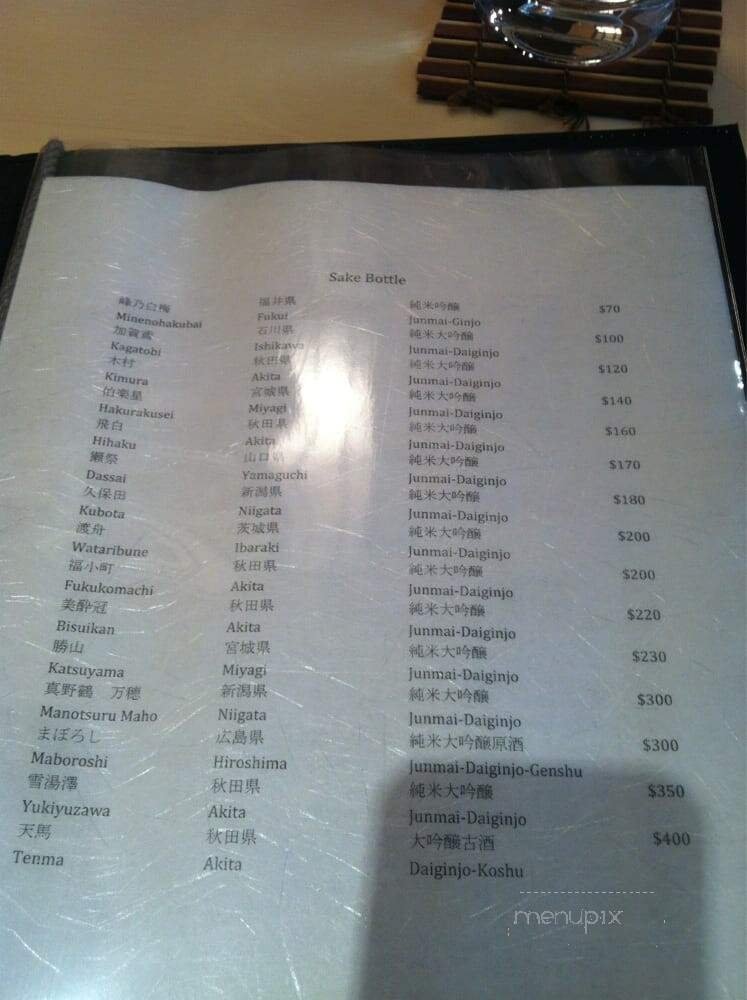 Sake Bottle
峰乃白梅 福井県 純米吟醸 $70
Minenohakubai Fukui Junmai-Ginjo
加賀鳶 石川県 純米大吟醸 $100
Kagatobi Ishikawa Junmai-Daiginjo
木村 秋田県 純米大吟醸 $120
Kimura Akita Junmai-Daiginjo
伯楽星 宮城県 純米大吟醸 $140
Hakurakusei Miyagi Junmai-Daiginjo
飛白 秋田県 純米大吟醸 $160
Hihaku Akita Junmai-Daiginjo
獺祭 山口県 純米大吟醸 $170
Dassai Yamaguchi Junmai-Daiginjo
久保田 新潟県 純米大吟醸 $180
Kubota Niigata Junmai-Daiginjo
渡舟 茨城県 純米大吟醸 $200
Wataribune Ibaraki Junmai-Daiginjo
福小町 秋田県 純米大吟醸 $200
Fukukomachi Akita Junmai-Daiginjo
美酔冠 秋田県 純米大吟醸 $220
Bisuikan Akita Junmai-Daiginjo
勝山 宮城県 純米大吟醸 $230
Katsuyama Miyagi Junmai-Daiginjo
真野鶴 万穂 新潟県 純米大吟醸 $300
Manotsuru Maho Niigata Junmai-Daiginjo
まぼろし 広島県 純米大吟醸原酒 $300
Maboroshi Hiroshima Junmai-Daiginjo-Genshu
雪湯澤 秋田県 純米大吟醸 $350
Yukiyuzawa Akita Junmai-Daiginjo
天馬 秋田県 大吟醸古酒 $400
Tenma Akita Daiginjo-Koshu
menupix